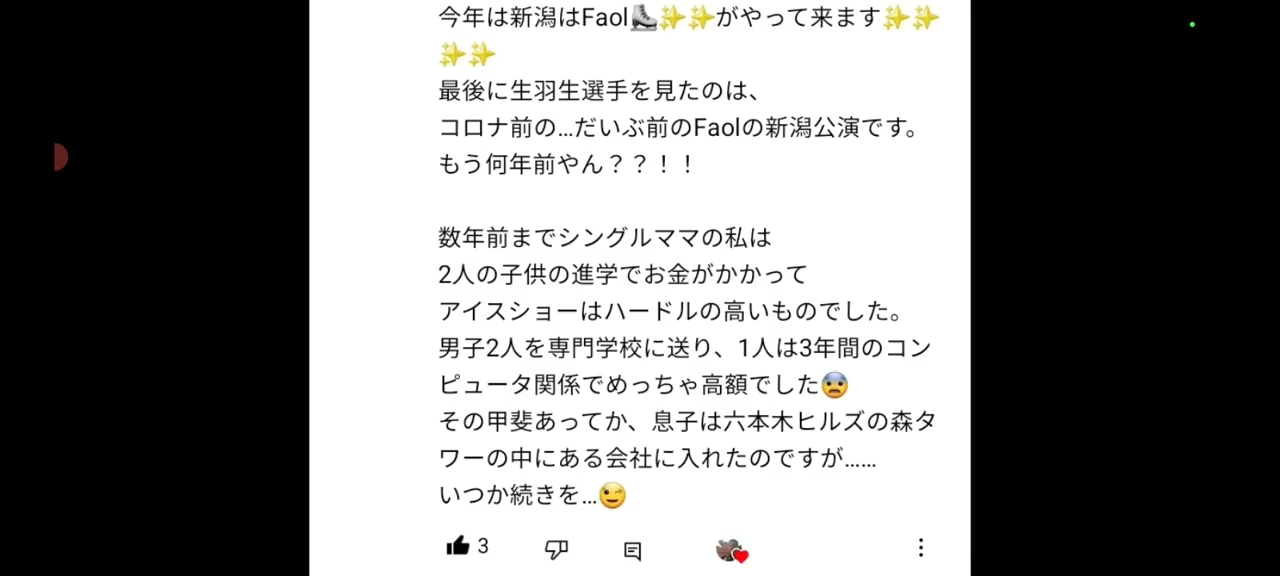 今年は新潟はFaol⛸✨✨がやって来ます✨✨
✨✨
最後に生羽生選手を見たのは、
コロナ前の...だいぶ前のFaolの新潟公演です。
もう何年前やん？？！！
数年前までシングルママの私は
2人の子供の進学でお金がかかって
アイスショーはハードルの高いものでした。
男子2人を専門学校に送り、1人は3年間のコン
ピュータ関係でめっちゃ高額でした😨
その甲斐あってか、息子は六本木ヒルズの森タ
ワーの中にある会社に入れたのですが......
いつか続きを...😉
3